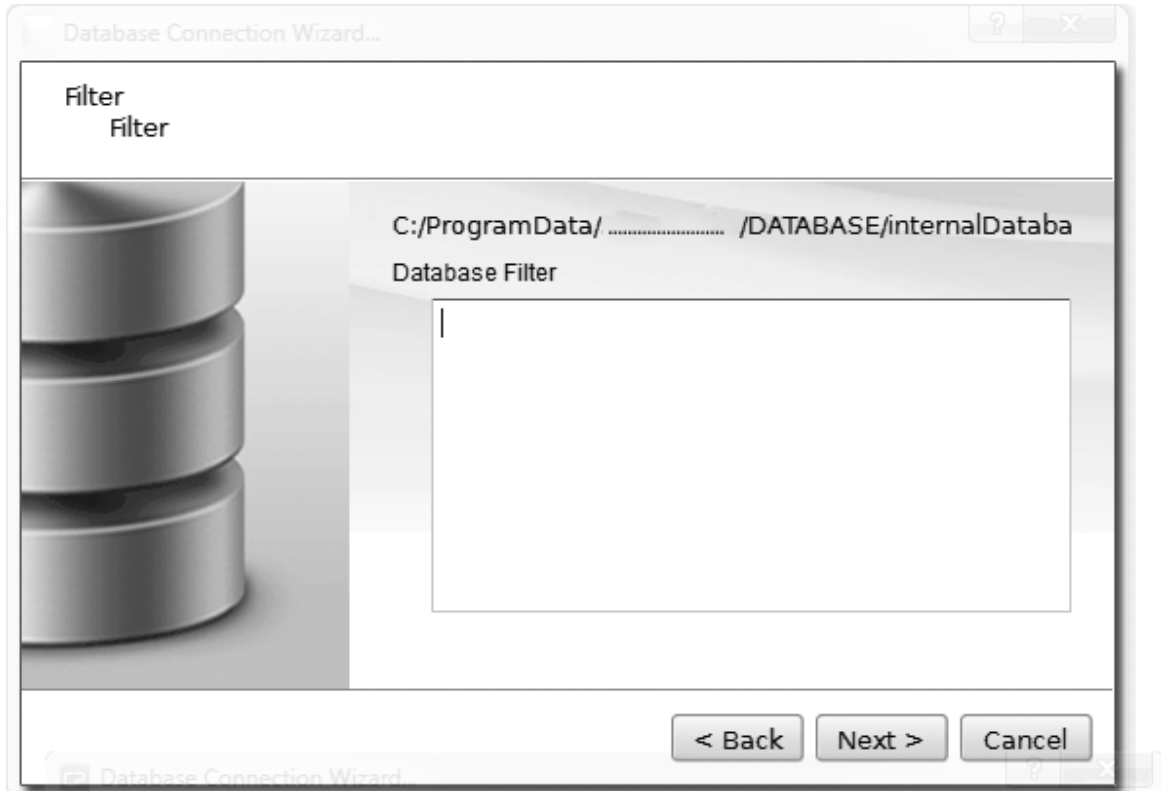 Database Connection Wizard...
Filter
Filter
C:/ProgramData/ ........................ /DATABASE/internalDataba
Database Filter
< Back Next > Cancel
Database Connection Wizard...